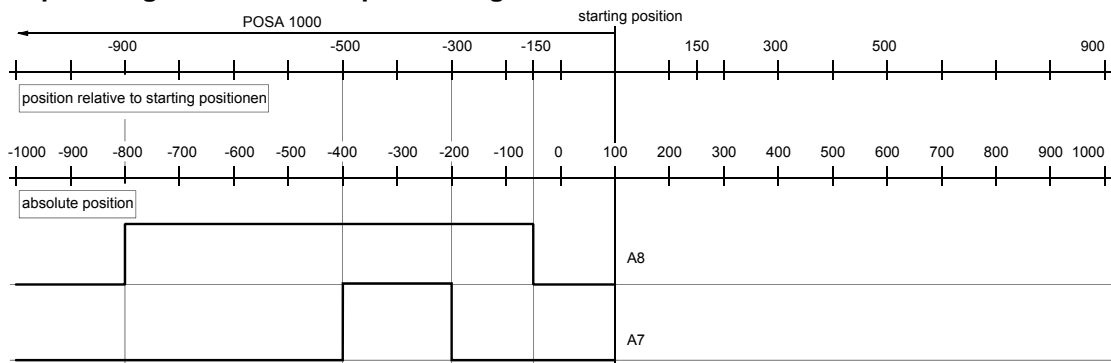 starting position
POSA 1000
-900 -500 -300 -150 150 300 500 900
position relative to starting positionen
-1000 -900 -800 -700 -600 -500 -400 -300 -200 -100 0 100 200 300 400 500 600 700 800 900 1000
absolute position
A8
A7